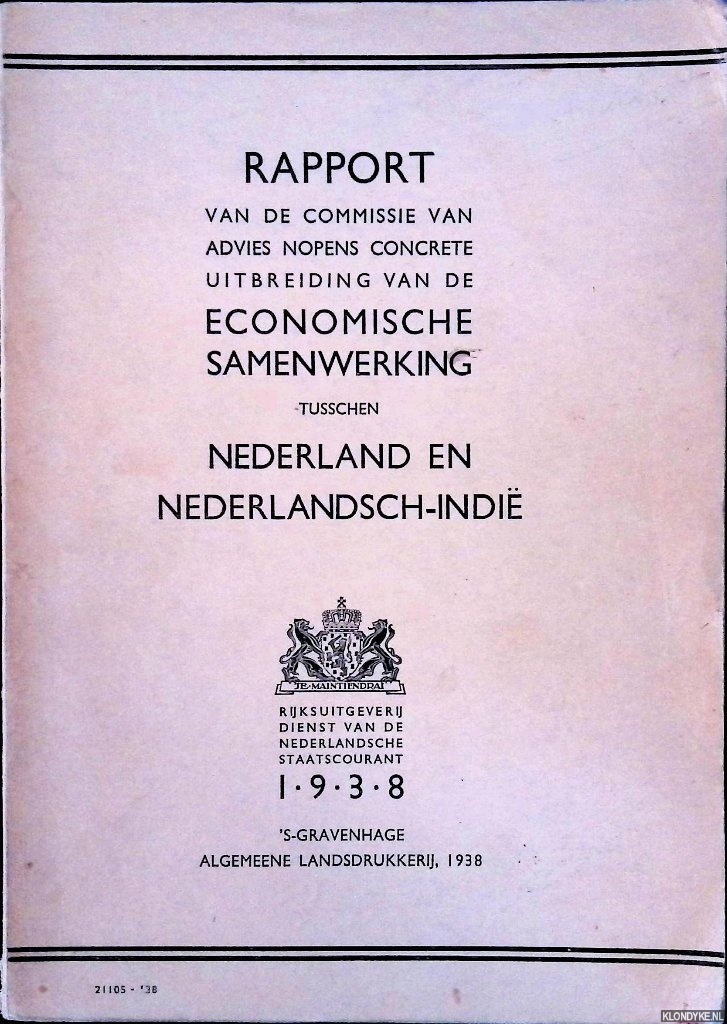 RAPPORT
VAN DE COMMISSIE VAN
ADVIES NOPENS CONCRETE
UITBREIDING VAN DE
ECONOMISCHE
SAMENWERKING
TUSSCHEN
NEDERLAND EN
NEDERLANDSCH-INDIË
JE·MAINTIENDRAI
RIJKSUITGEVERIJ
DIENST VAN DE
NEDERLANDSCHE
STAATSCOURANT
1·9·3·8
'S-GRAVENHAGE
ALGEMEENE LANDSDRUKKERIJ, 1938
21105 - '38
KLONDYKE.NL